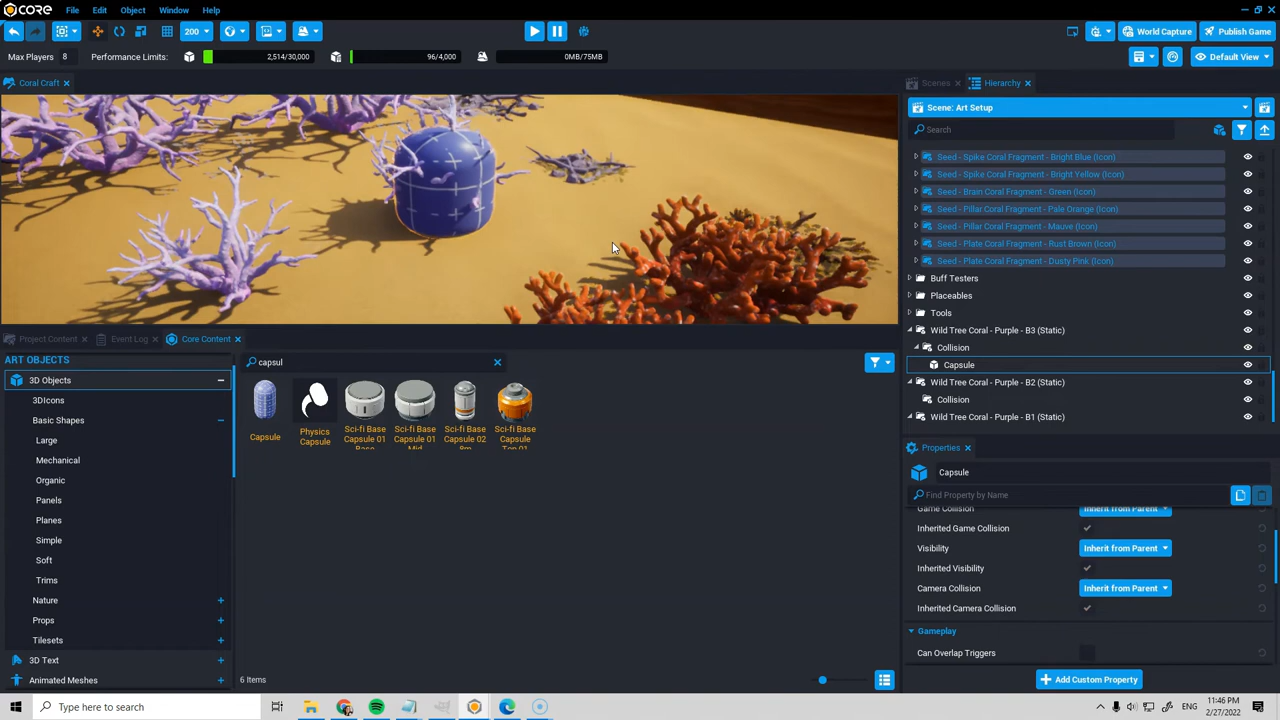 CORE File Edit Object Window Help
200 World Capture Publish Game
Max Players 8 Performance Limits: 2,514/30,000 96/4,000 0MB/75MB Default View
Coral Craft Scenes Hierarchy
Scene: Art Setup
Search
Seed - Spike Coral Fragment - Bright Blue (Icon)
Seed - Spike Coral Fragment - Bright Yellow (Icon)
Seed - Brain Coral Fragment - Green (Icon)
Seed - Pillar Coral Fragment - Pale Orange (Icon)
Seed - Pillar Coral Fragment - Mauve (Icon)
Seed - Plate Coral Fragment - Rust Brown (Icon)
Seed - Plate Coral Fragment - Dusty Pink (Icon)
Buff Testers
Placeables
Tools
Wild Tree Coral - Purple - B3 (Static)
Collision
Capsule
Wild Tree Coral - Purple - B2 (Static)
Collision
Wild Tree Coral - Purple - B1 (Static)
Project Content Event Log Core Content
ART OBJECTS
3D Objects
3DIcons
Basic Shapes
Large
Mechanical
Organic
Panels
Planes
Simple
Soft
Trims
Nature
Props
Tilesets
3D Text
Animated Meshes
capsul
Capsule
Physics Capsule
Sci-fi Base Capsule 01 Base
Sci-fi Base Capsule 01 Mid
Sci-fi Base Capsule 02 8m
Sci-fi Base Capsule Top 01
6 Items
Properties
Capsule
Find Property by Name
Game Collision Inherit from Parent
Inherited Game Collision
Visibility Inherit from Parent
Inherited Visibility
Camera Collision Inherit from Parent
Inherited Camera Collision
Gameplay
Can Overlap Triggers
Add Custom Property
Type here to search
ENG
11:46 PM
2/27/2022